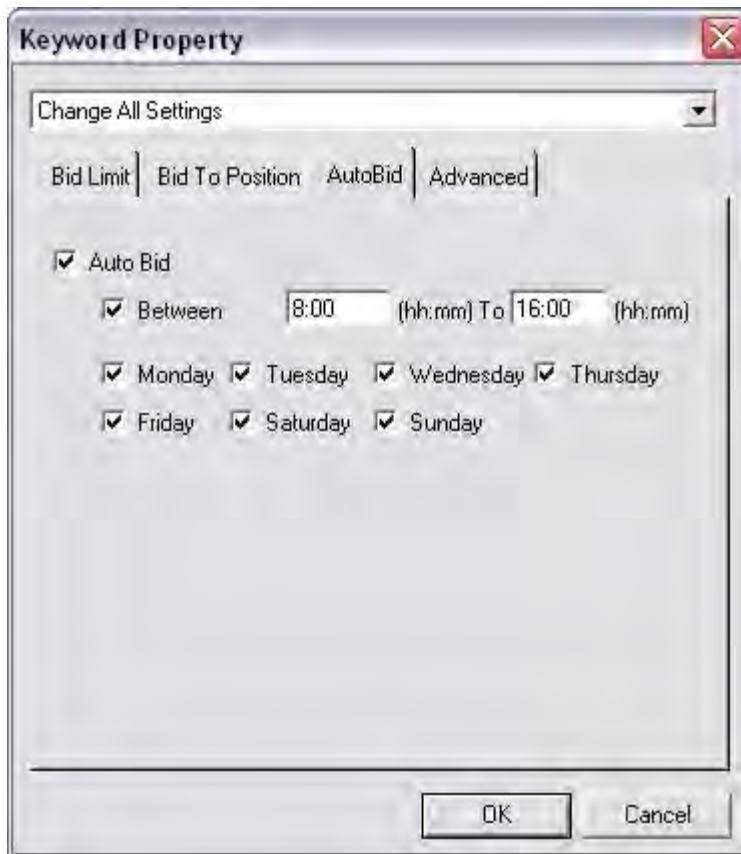 Keyword Property
Change All Settings
Bid Limit Bid To Position AutoBid Advanced
Auto Bid
Between 8:00 (hh:mm) To 16:00 (hh:mm)
Monday Tuesday Wednesday Thursday
Friday Saturday Sunday
OK Cancel